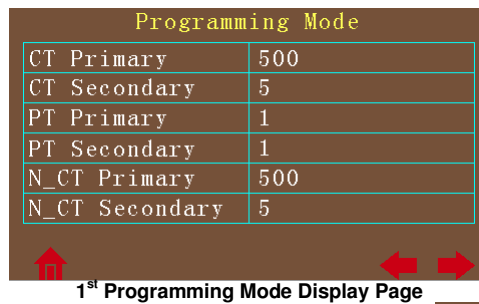 Programming Mode
CT Primary 500
CT Secondary 5
PT Primary 1
PT Secondary 1
N_CT Primary 500
N_CT Secondary 5
1st Programming Mode Display Page